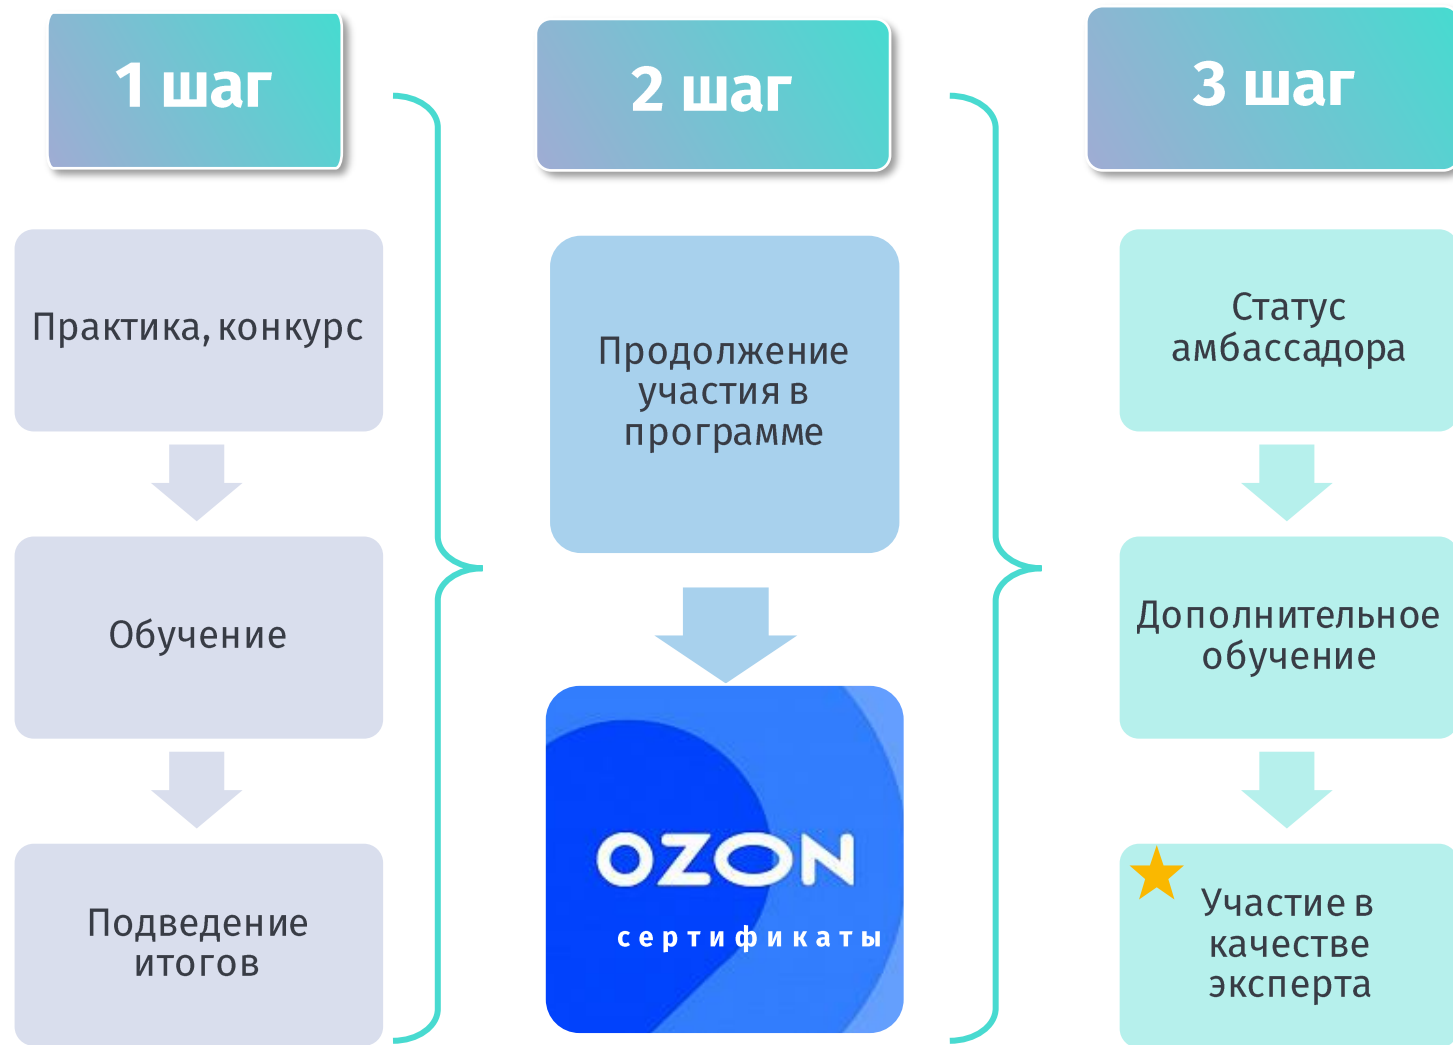 1 шаг
Практика, конкурс
Обучение
Подведение
итогов
2 шаг
Продолжение
участия в
программе
OZON
сертификаты
3 шаг
Статус
амбассадора
Дополнительное
обучение
Участие в
качестве
эксперта